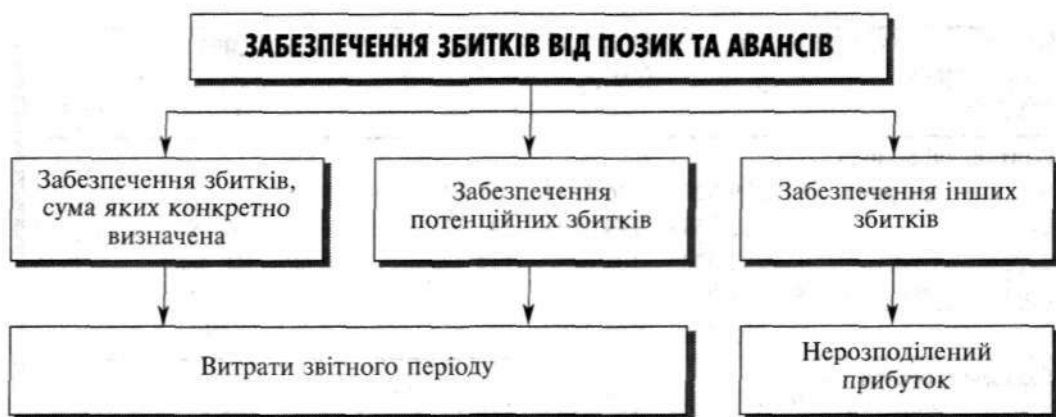 ЗАБЕЗПЕЧЕННЯ ЗБИТКІВ ВІД ПОЗИК ТА АВАНСІВ
Забезпечення збитків,
сума яких конкретно
визначена
Забезпечення
потенційних збитків
Забезпечення інших
збитків
Витрати звітного періоду
Нерозподілений
прибуток